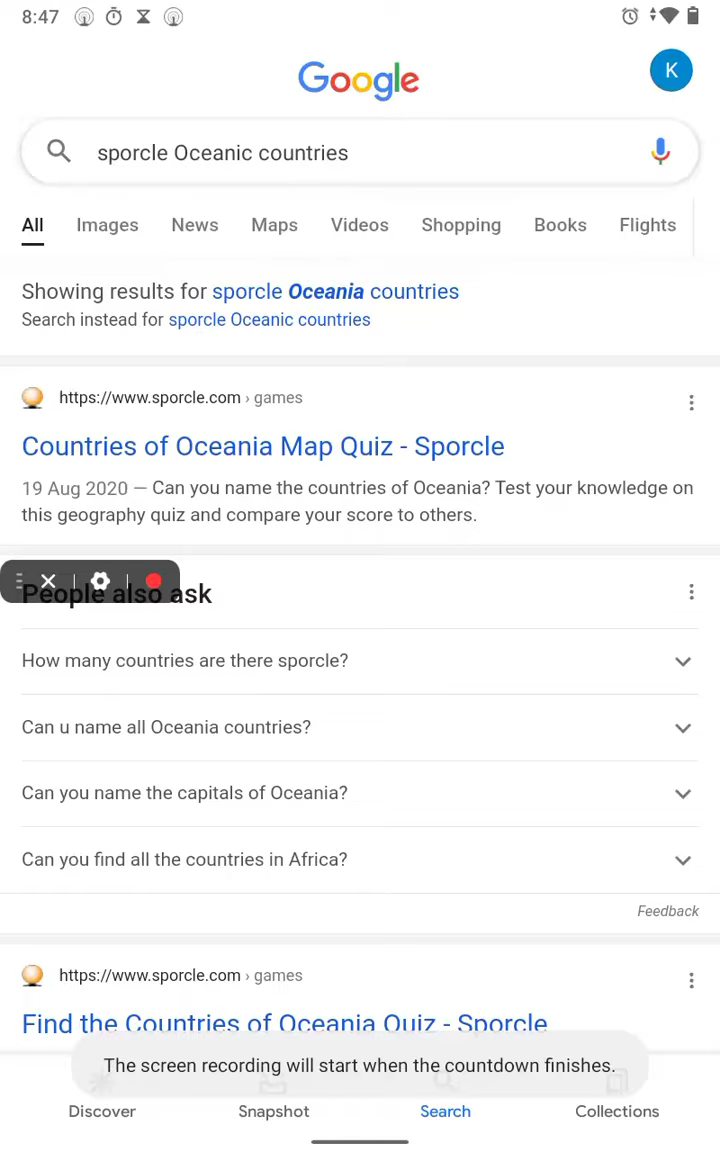 8:47
Google
K
sporcle Oceanic countries
All Images News Maps Videos Shopping Books Flights
Showing results for sporcle Oceania countries
Search instead for sporcle Oceanic countries
https://www.sporcle.com › games
Countries of Oceania Map Quiz - Sporcle
19 Aug 2020 — Can you name the countries of Oceania? Test your knowledge on
this geography quiz and compare your score to others.
People also ask
How many countries are there sporcle?
Can u name all Oceania countries?
Can you name the capitals of Oceania?
Can you find all the countries in Africa?
Feedback
https://www.sporcle.com › games
Find the Countries of Oceania Quiz - Sporcle
The screen recording will start when the countdown finishes.
Discover Snapshot Search Collections